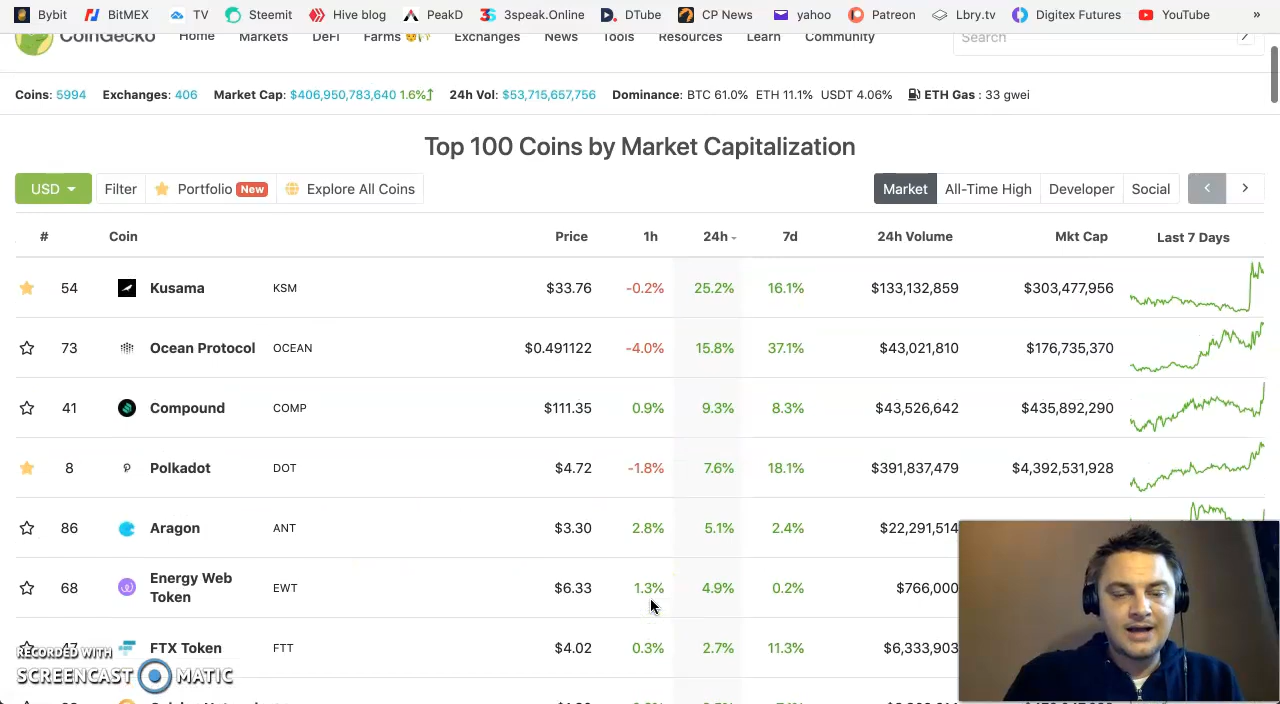 Bybit BitMEX TV Steemit Hive blog PeakD 3speak.Online DTube CP News yahoo Patreon Lbry.tv Digitex Futures YouTube »
CoinGecko Home Markets DeFi Farms Exchanges News Tools Resources Learn Community Search /
Coins: 5994 Exchanges: 406 Market Cap: $406,950,783,640 1.6% 24h Vol: $53,715,657,756 Dominance: BTC 61.0% ETH 11.1% USDT 4.06% ETH Gas : 33 gwei
Top 100 Coins by Market Capitalization
USD Filter Portfolio New Explore All Coins Market All-Time High Developer Social
# Coin Price 1h 24h 7d 24h Volume Mkt Cap Last 7 Days
54 Kusama KSM $33.76 -0.2% 25.2% 16.1% $133,132,859 $303,477,956
73 Ocean Protocol OCEAN $0.491122 -4.0% 15.8% 37.1% $43,021,810 $176,735,370
41 Compound COMP $111.35 0.9% 9.3% 8.3% $43,526,642 $435,892,290
8 Polkadot DOT $4.72 -1.8% 7.6% 18.1% $391,837,479 $4,392,531,928
86 Aragon ANT $3.30 2.8% 5.1% 2.4% $22,291,514
68 Energy Web Token EWT $6.33 1.3% 4.9% 0.2% $766,000
FTX Token FTT $4.02 0.3% 2.7% 11.3% $6,333,903
RECORDED WITH
SCREENCAST MATIC